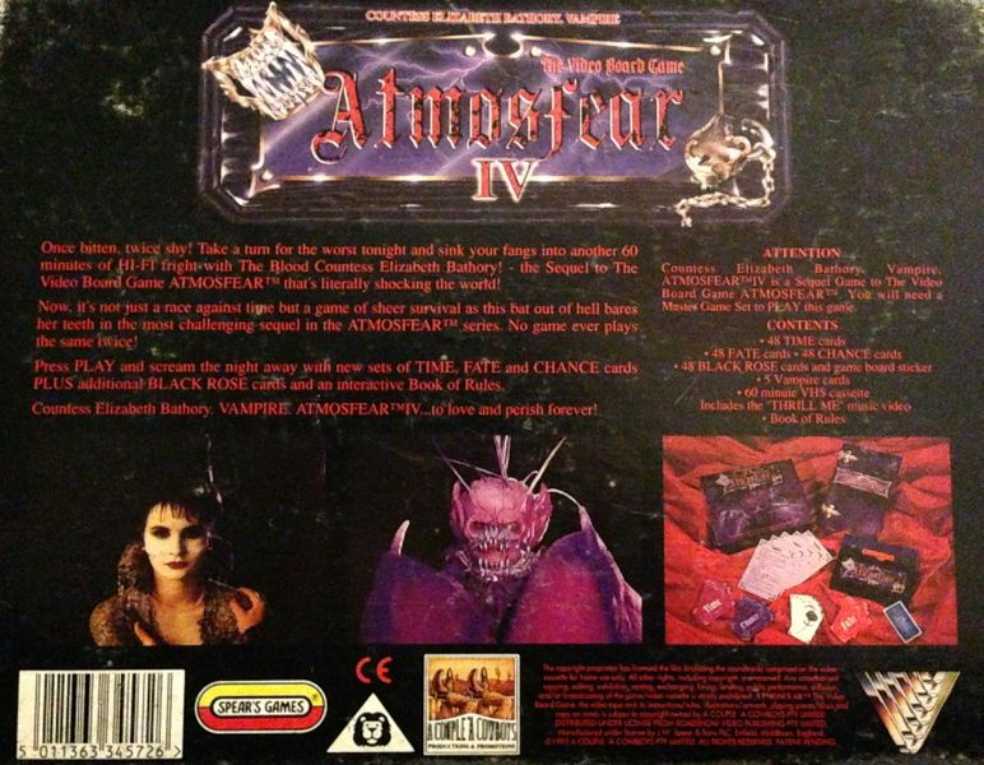 COUNTESS ELIZABETH BATHORY, VAMPIRE
The Video Board Game
Atmosfear
IV
Once bitten, twice shy! Take a turn for the worst tonight and sink your fangs into another 60
minutes of HI-FI fright with The Blood Countess Elizabeth Bathory! - the Sequel to The
Video Board Game ATMOSFEAR™ that's literally shocking the world!
Now, it's not just a race against time but a game of sheer survival as this bat out of hell bares
her teeth in the most challenging sequel in the ATMOSFEAR™ series. No game ever plays
the same twice!
Press PLAY and scream the night away with new sets of TIME, FATE and CHANCE cards
PLUS additional BLACK ROSE cards and an interactive Book of Rules.
Countess Elizabeth Bathory. VAMPIRE. ATMOSFEAR™IV...to love and perish forever!
ATTENTION
Countess Elizabeth Bathory, Vampire,
ATMOSFEAR™IV is a Sequel Game to The Video
Board Game ATMOSFEAR™. You will need a
Master Game Set to PLAY this game.
CONTENTS
• 48 TIME cards
• 48 FATE cards • 48 CHANCE cards
• 48 BLACK ROSE cards and game board sticker
• 5 Vampire cards
• 60 minute VHS cassette
Includes the "THRILL ME" music video
• Book of Rules
Time
Chance
Fate
5 011363 345726 >
SPEAR'S GAMES
CE
A COUPLE 'A COWBOYS
PRODUCTIONS & PROMOTIONS